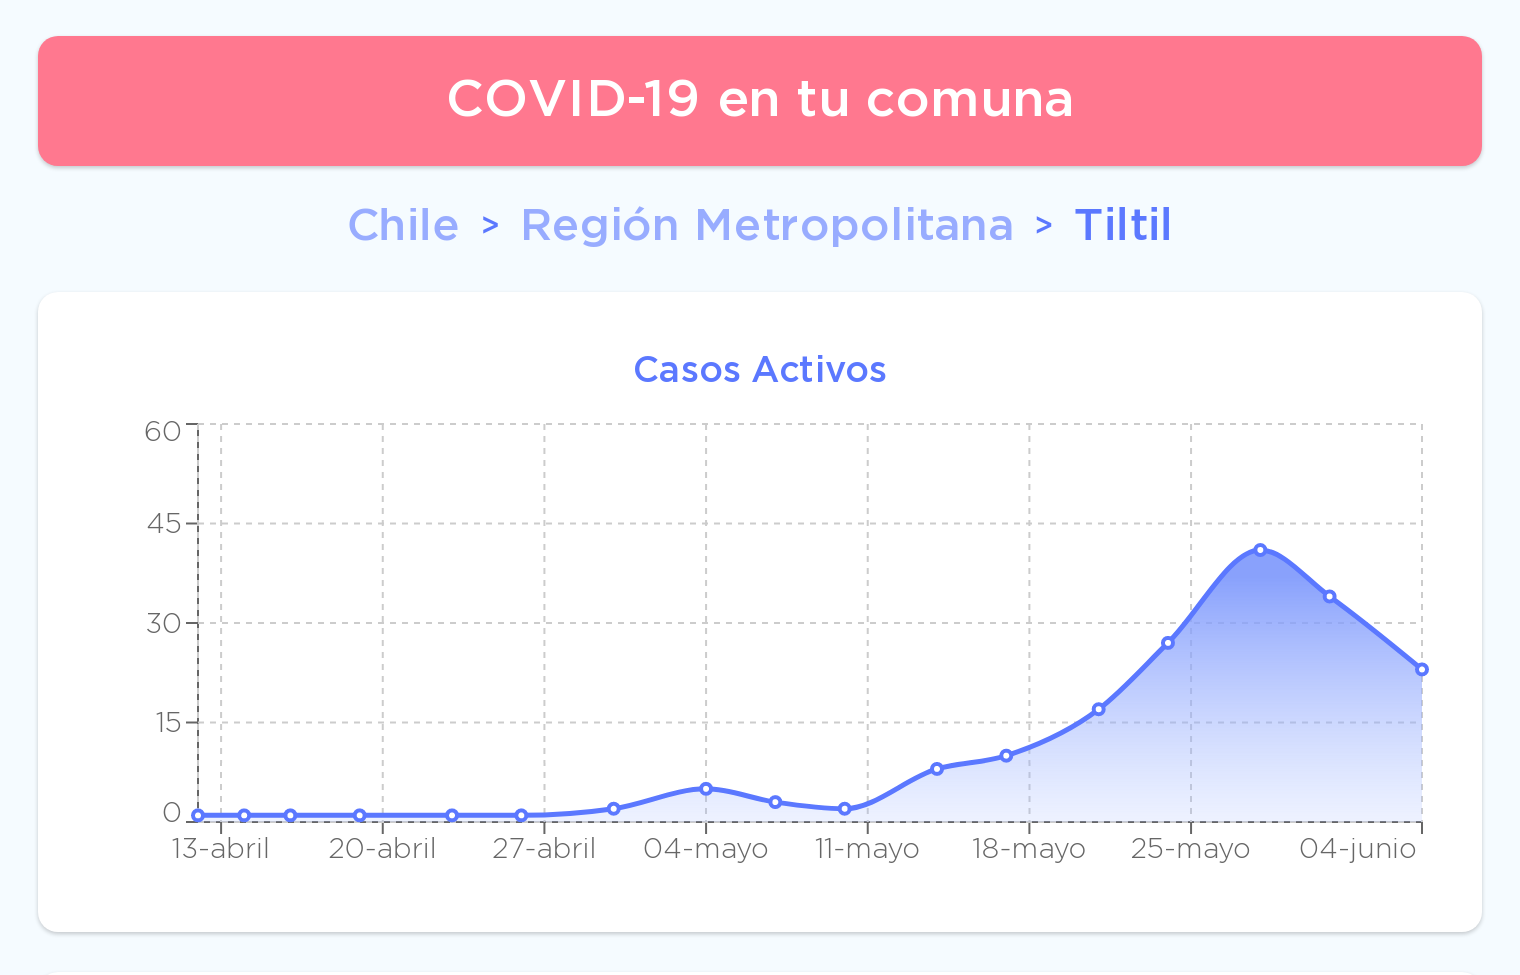 COVID-19 en tu comuna
Chile > Región Metropolitana > Tiltil
Casos Activos
60
45
30
15
0
13-abril 20-abril 27-abril 04-mayo 11-mayo 18-mayo 25-mayo 04-junio